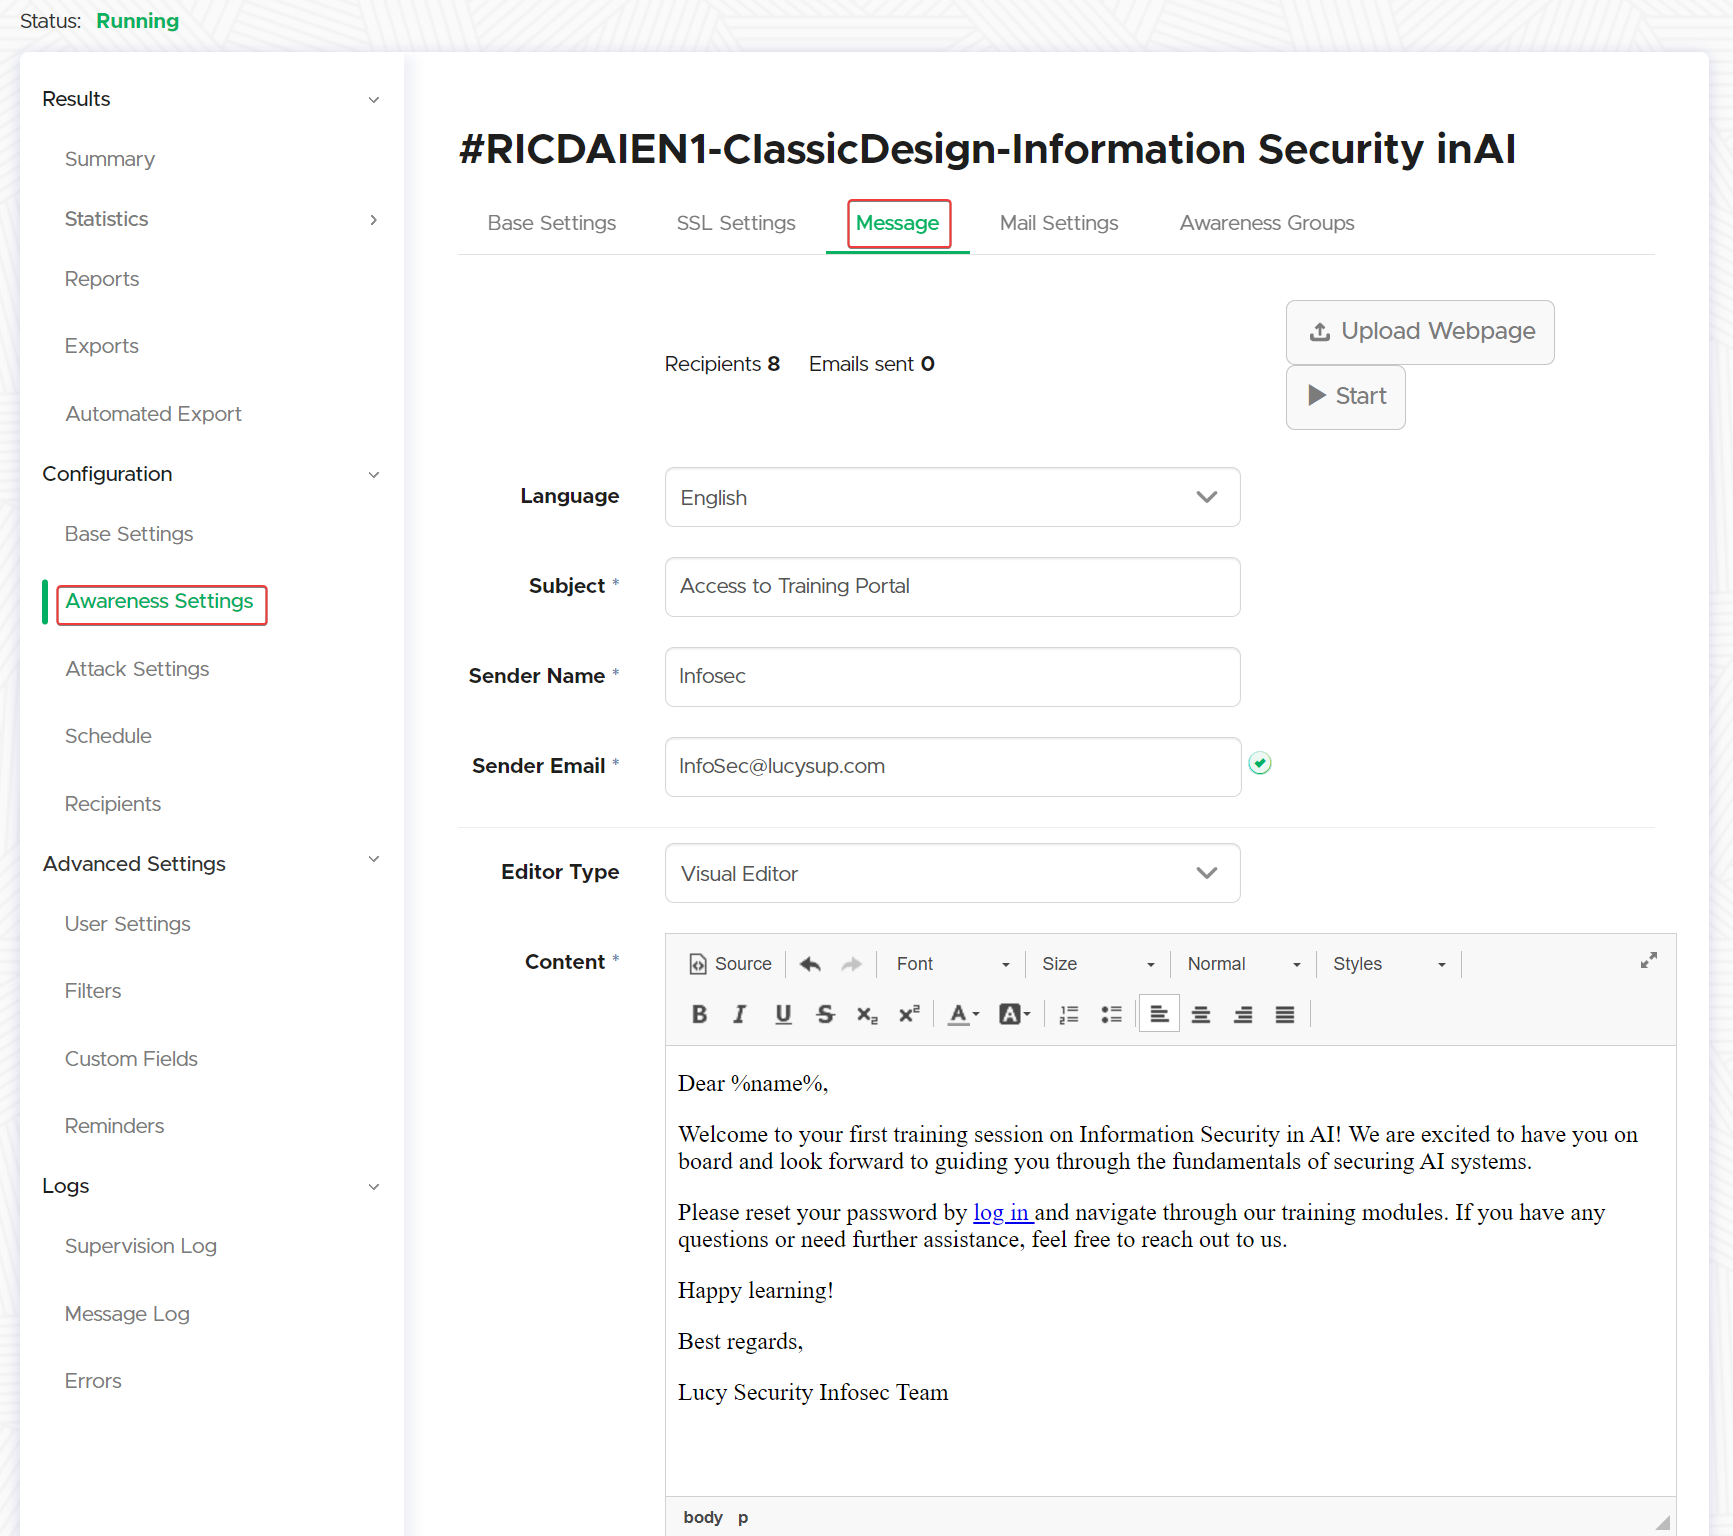 Status: Running
Results
Summary
Statistics
Reports
Exports
Automated Export
Configuration
Base Settings
Awareness Settings
Attack Settings
Schedule
Recipients
Advanced Settings
User Settings
Filters
Custom Fields
Reminders
Logs
Supervision Log
Message Log
Errors
#RICDAIEN1-ClassicDesign-Information Security inAI
Base Settings SSL Settings Message Mail Settings Awareness Groups
Recipients 8 Emails sent 0
Upload Webpage
Start
Language English
Subject * Access to Training Portal
Sender Name * Infosec
Sender Email * InfoSec@lucysup.com
Editor Type Visual Editor
Content *
Source Font Size Normal Styles
B I U S x₂ x² A A
Dear %name%,
Welcome to your first training session on Information Security in AI! We are excited to have you on
board and look forward to guiding you through the fundamentals of securing AI systems.
Please reset your password by log in and navigate through our training modules. If you have any
questions or need further assistance, feel free to reach out to us.
Happy learning!
Best regards,
Lucy Security Infosec Team
body p